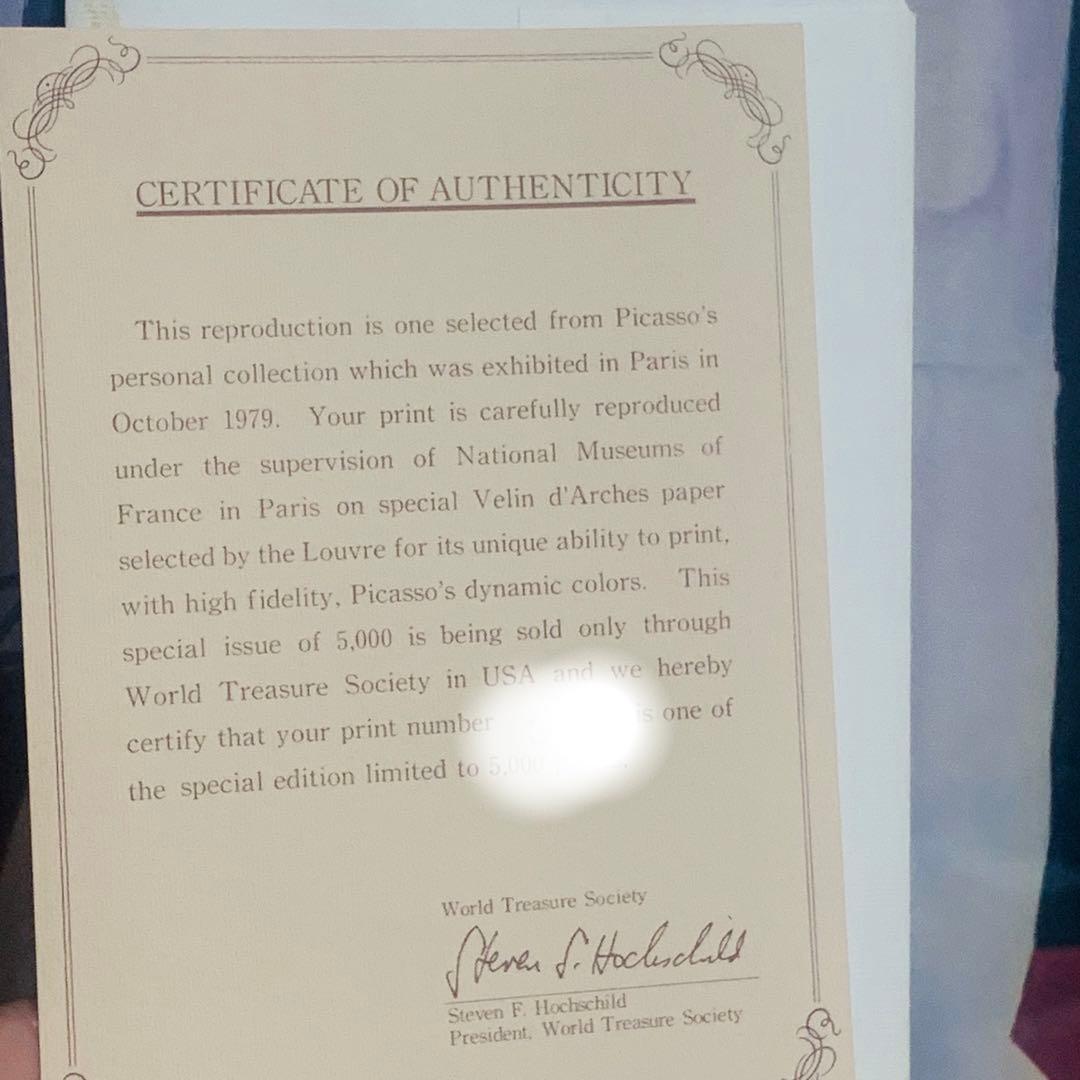 CERTIFICATE OF AUTHENTICITY
This reproduction is one selected from Picasso's
personal collection which was exhibited in Paris in
October 1979. Your print is carefully reproduced
under the supervision of National Museums of
France in Paris on special Velin d'Arches paper
selected by the Louvre for its unique ability to print,
with high fidelity, Picasso's dynamic colors. This
special issue of 5,000 is being sold only through
World Treasure Society in USA and we hereby
certify that your print number is one of
the special edition limited to 5,000
World Treasure Society
Steven F. Hochschild
Steven F. Hochschild
President, World Treasure Society